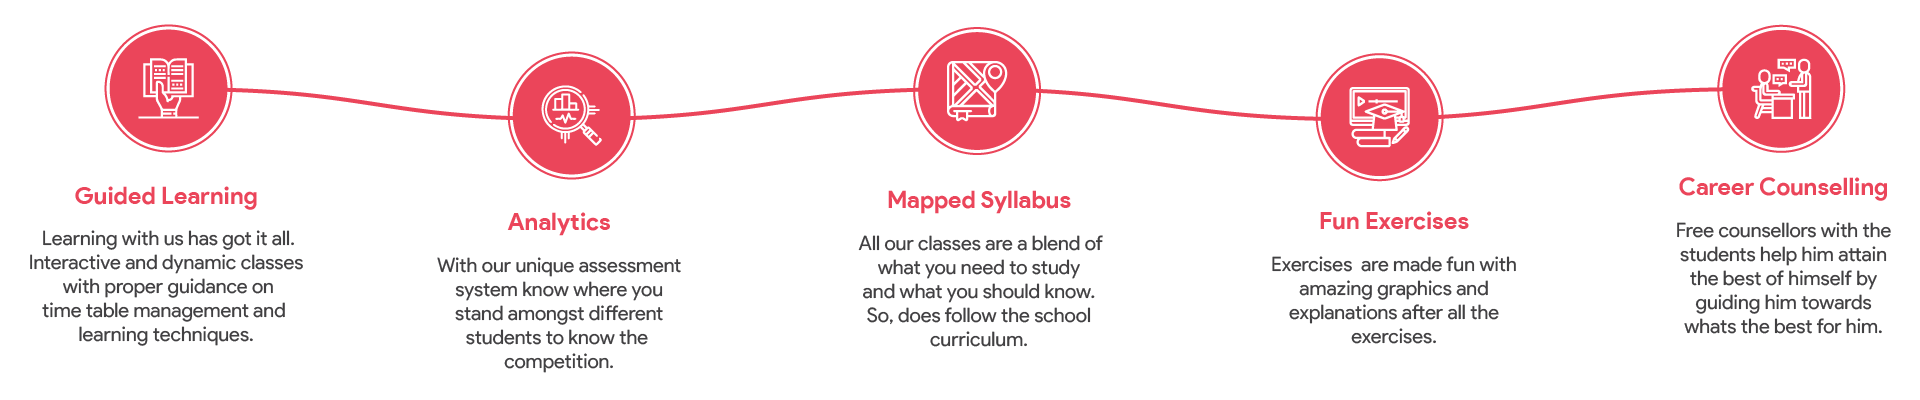 Guided Learning
Learning with us has got it all.
Interactive and dynamic classes
with proper guidance on
time table management and
learning techniques.
Analytics
With our unique assessment
system know where you
stand amongst different
students to know the
competition.
Mapped Syllabus
All our classes are a blend of
what you need to study
and what you should know.
So, does follow the school
curriculum.
Fun Exercises
Exercises  are made fun with
amazing graphics and
explanations after all the
exercises.
Career Counselling
Free counsellors with the
students help him attain
the best of himself by
guiding him towards
whats the best for him.